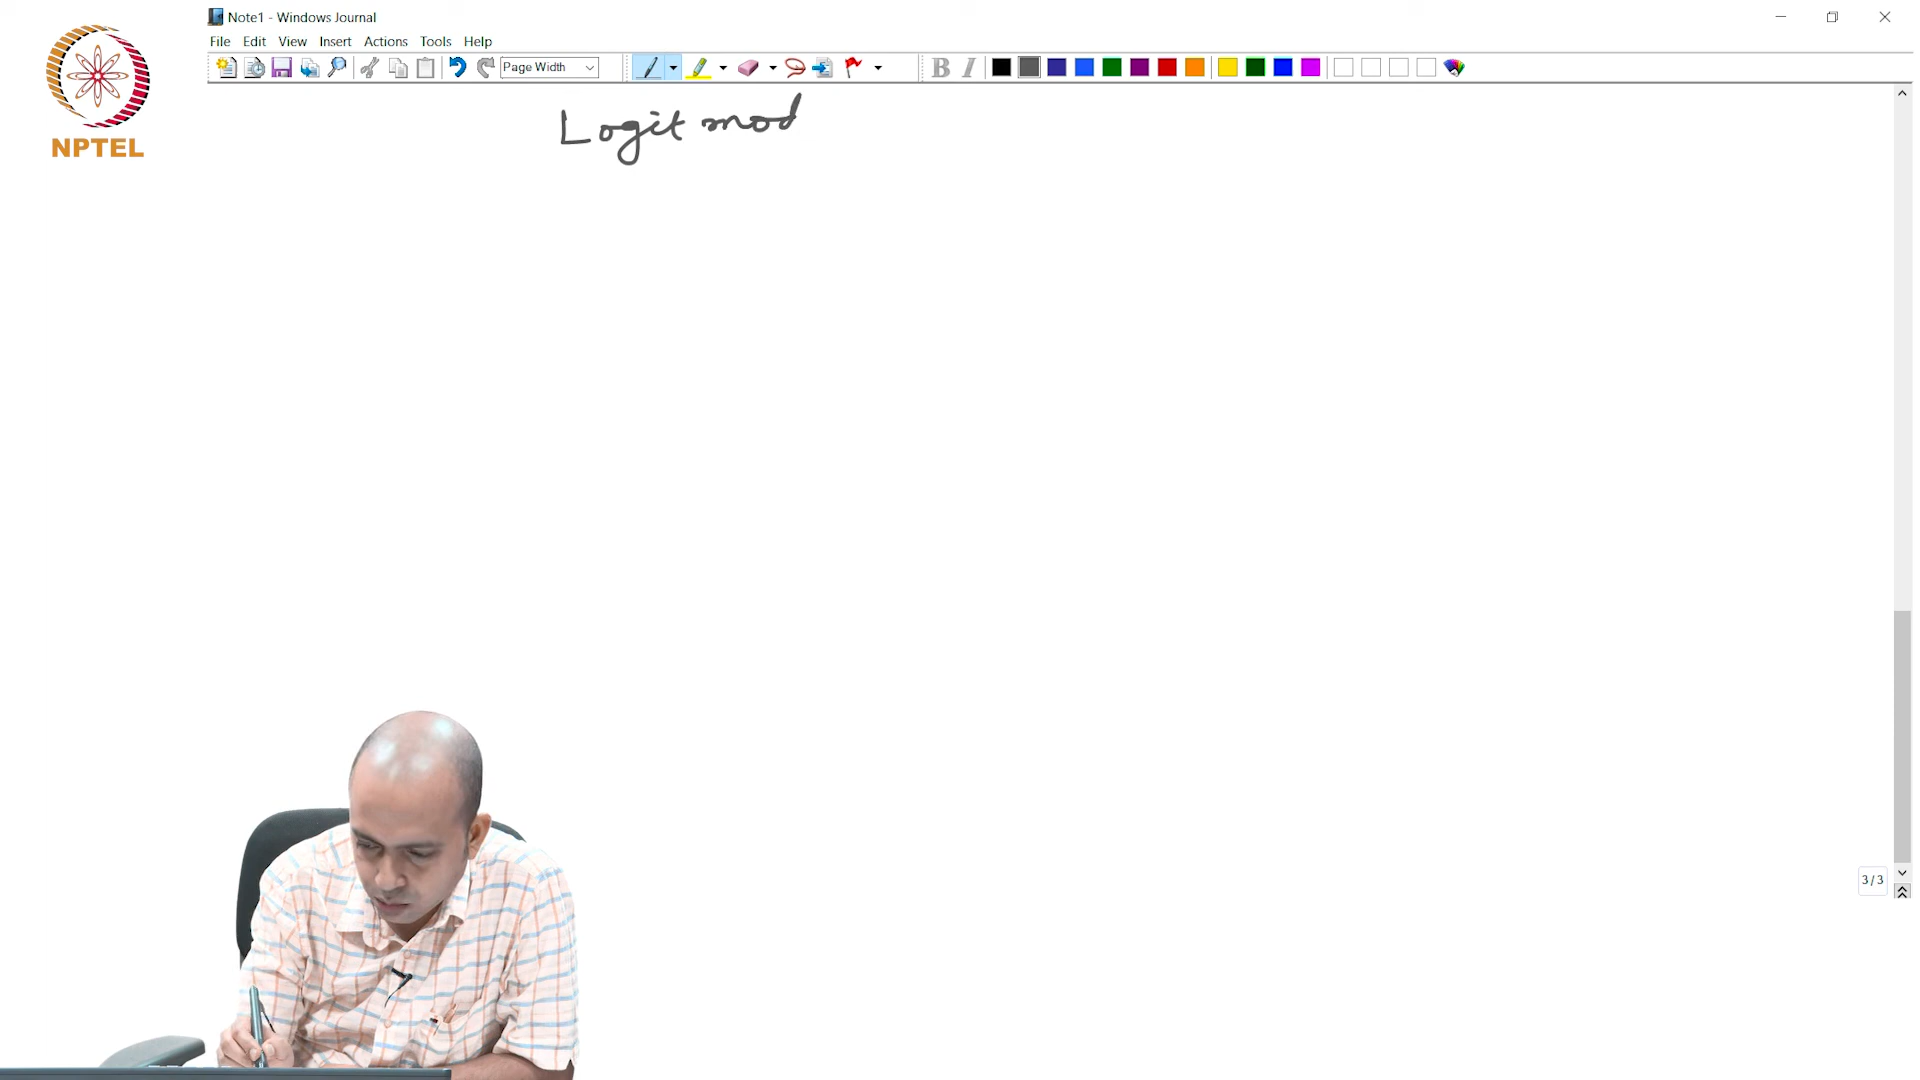 Note1 - Windows Journal
File Edit View Insert Actions Tools Help
Page Width
B I
Logit mod
NPTEL
3/3